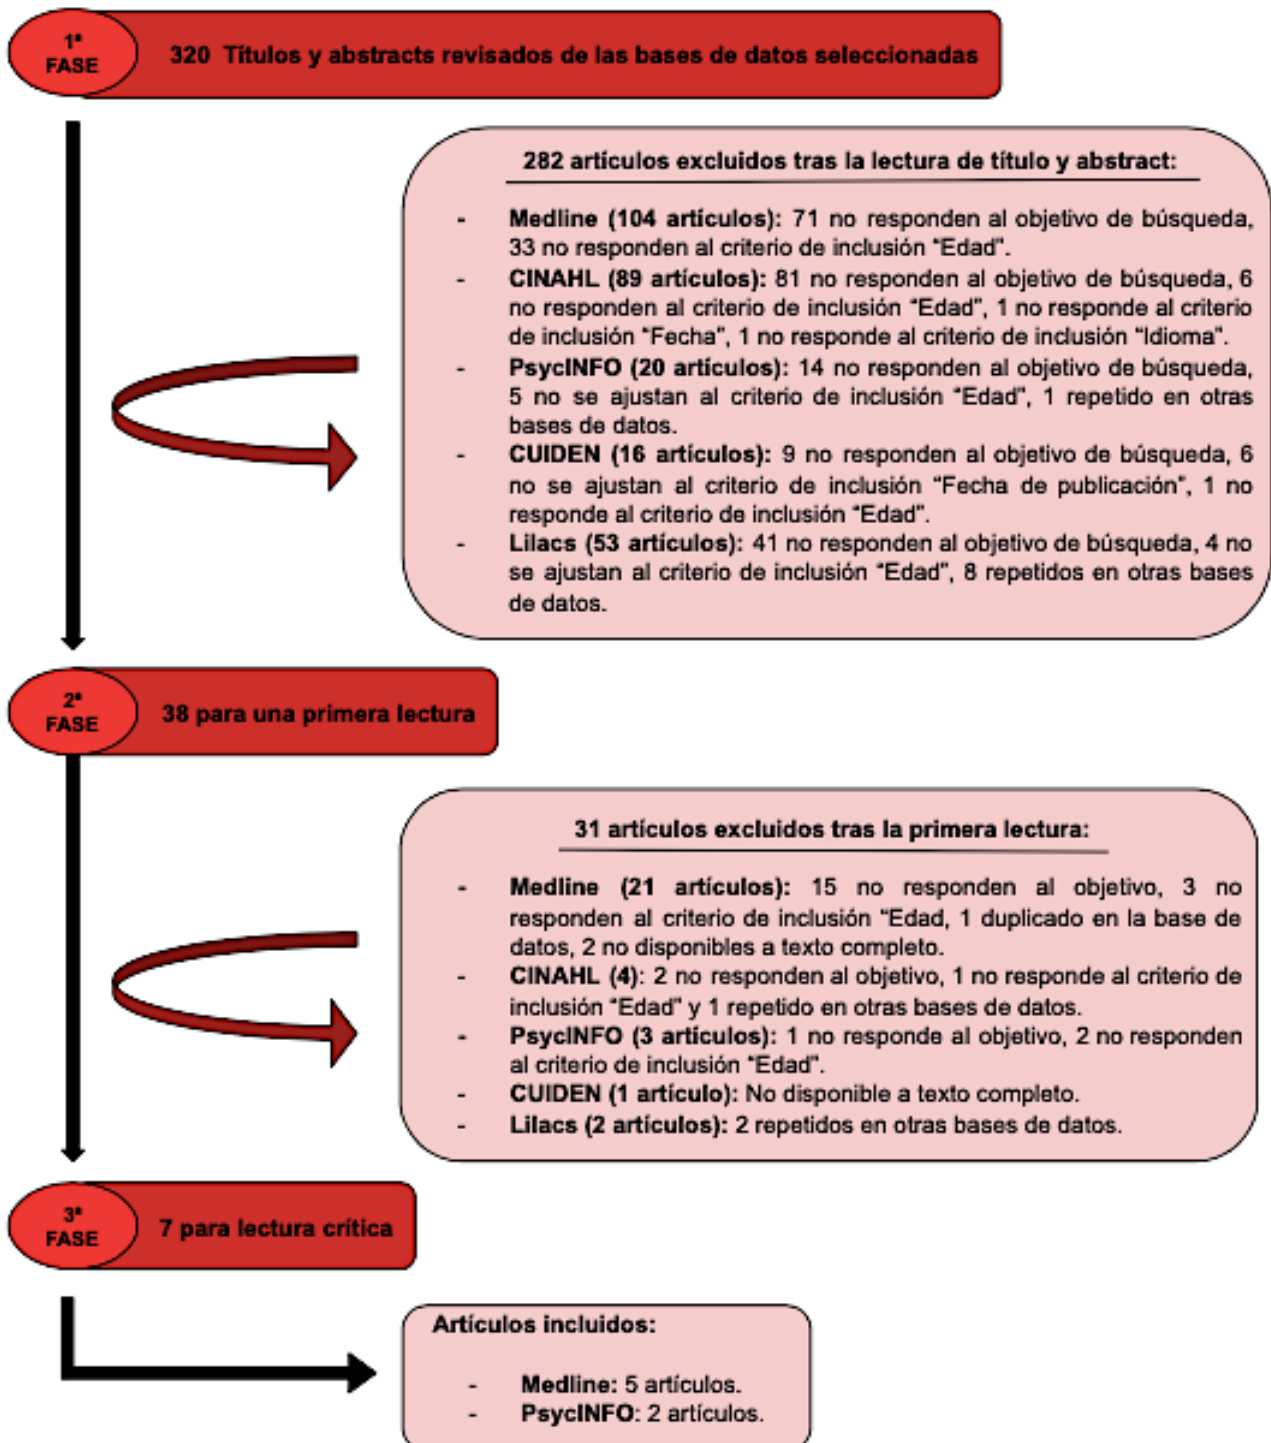 1ª
FASE
320 Títulos y abstracts revisados de las bases de datos seleccionadas
282 artículos excluidos tras la lectura de título y abstract:
- Medline (104 artículos): 71 no responden al objetivo de búsqueda,
33 no responden al criterio de inclusión "Edad".
- CINAHL (89 artículos): 81 no responden al objetivo de búsqueda, 6
no responden al criterio de inclusión "Edad", 1 no responde al criterio
de inclusión "Fecha", 1 no responde al criterio de inclusión "Idioma".
- PsycINFO (20 artículos): 14 no responden al objetivo de búsqueda,
5 no se ajustan al criterio de inclusión "Edad", 1 repetido en otras
bases de datos.
- CUIDEN (16 artículos): 9 no responden al objetivo de búsqueda, 6
no se ajustan al criterio de inclusión "Fecha de publicación", 1 no
responde al criterio de inclusión "Edad".
- Lilacs (53 artículos): 41 no responden al objetivo de búsqueda, 4 no
se ajustan al criterio de inclusión "Edad", 8 repetidos en otras bases
de datos.
2ª
FASE
38 para una primera lectura
31 artículos excluidos tras la primera lectura:
- Medline (21 artículos): 15 no responden al objetivo, 3 no
responden al criterio de inclusión "Edad, 1 duplicado en la base de
datos, 2 no disponibles a texto completo.
- CINAHL (4): 2 no responden al objetivo, 1 no responde al criterio de
inclusión "Edad" y 1 repetido en otras bases de datos.
- PsycINFO (3 artículos): 1 no responde al objetivo, 2 no responden
al criterio de inclusión "Edad".
- CUIDEN (1 artículo): No disponible a texto completo.
- Lilacs (2 artículos): 2 repetidos en otras bases de datos.
3ª
FASE
7 para lectura crítica
Artículos incluidos:
- Medline: 5 artículos.
- PsycINFO: 2 artículos.